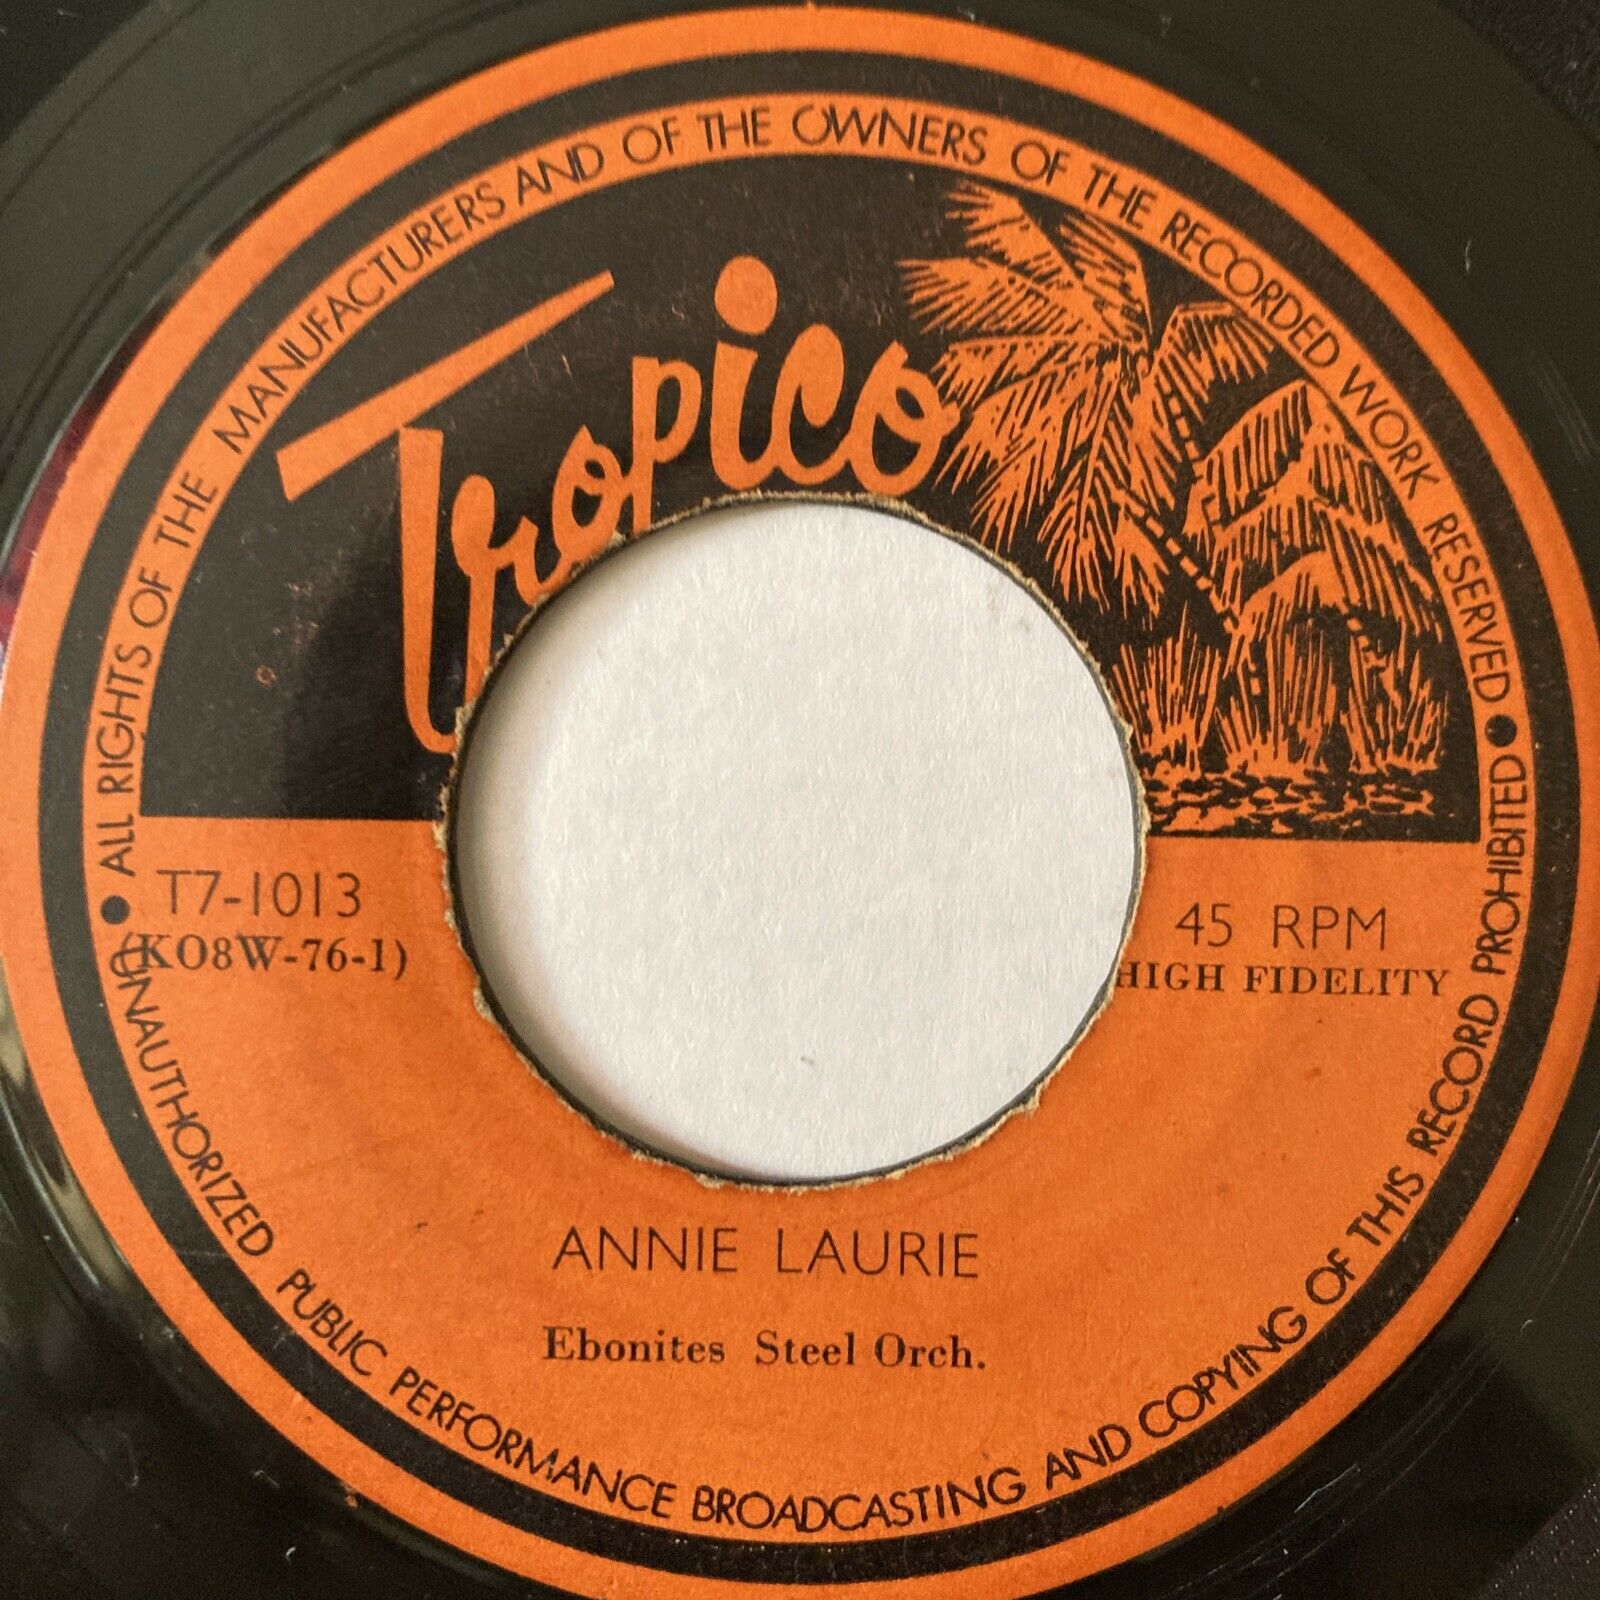 ● ALL RIGHTS OF THE MANUFACTURERS AND OF THE OWNERS OF THE RECORDED WORK RESERVED ●
Tropico
T7-1013
(KO8W-76-1)
45 RPM
HIGH FIDELITY
ANNIE LAURIE
Ebonites Steel Orch.
UNAUTHORIZED PUBLIC PERFORMANCE BROADCASTING AND COPYING OF THIS RECORD PROHIBITED